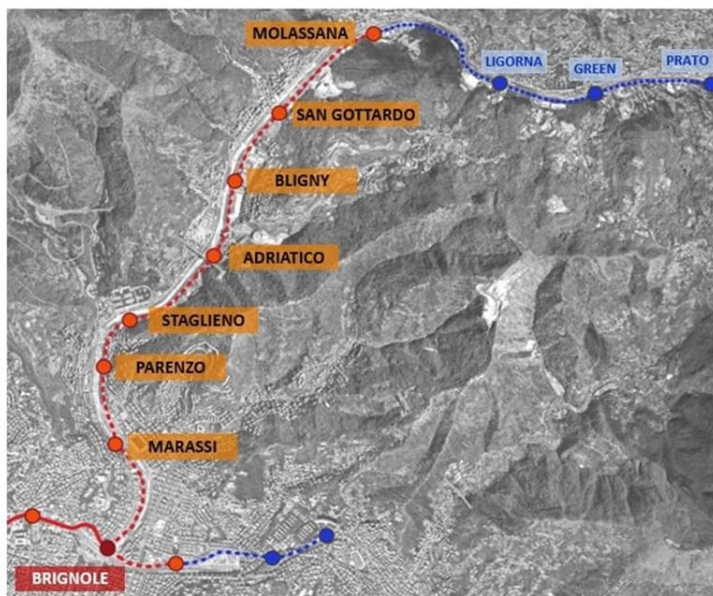 MOLASSANA
LIGORNA
GREEN
PRATO
SAN GOTTARDO
BLIGNY
ADRIATICO
STAGLIENO
PARENZO
MARASSI
BRIGNOLE